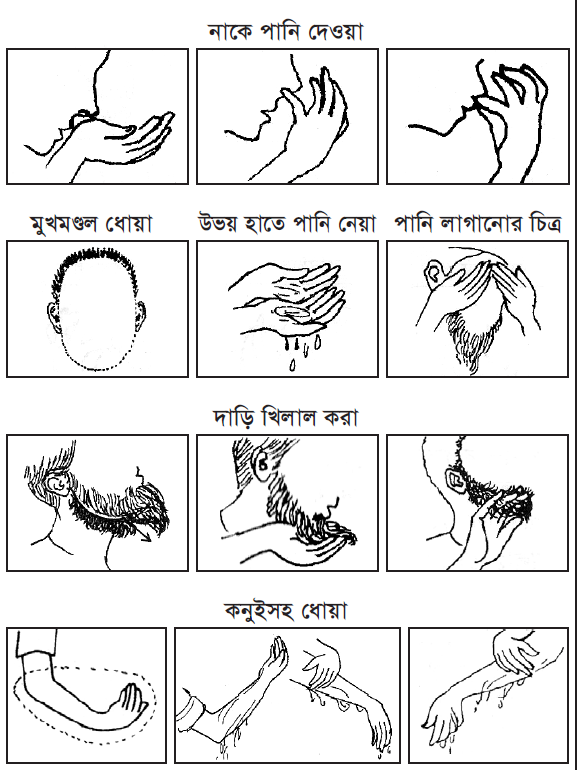 নাকে পানি দেওয়া
মুখমণ্ডল ধোয়া উভয় হাতে পানি নেয়া পানি লাগানোর চিত্র
দাড়ি খিলাল করা
কনুইসহ ধোয়া